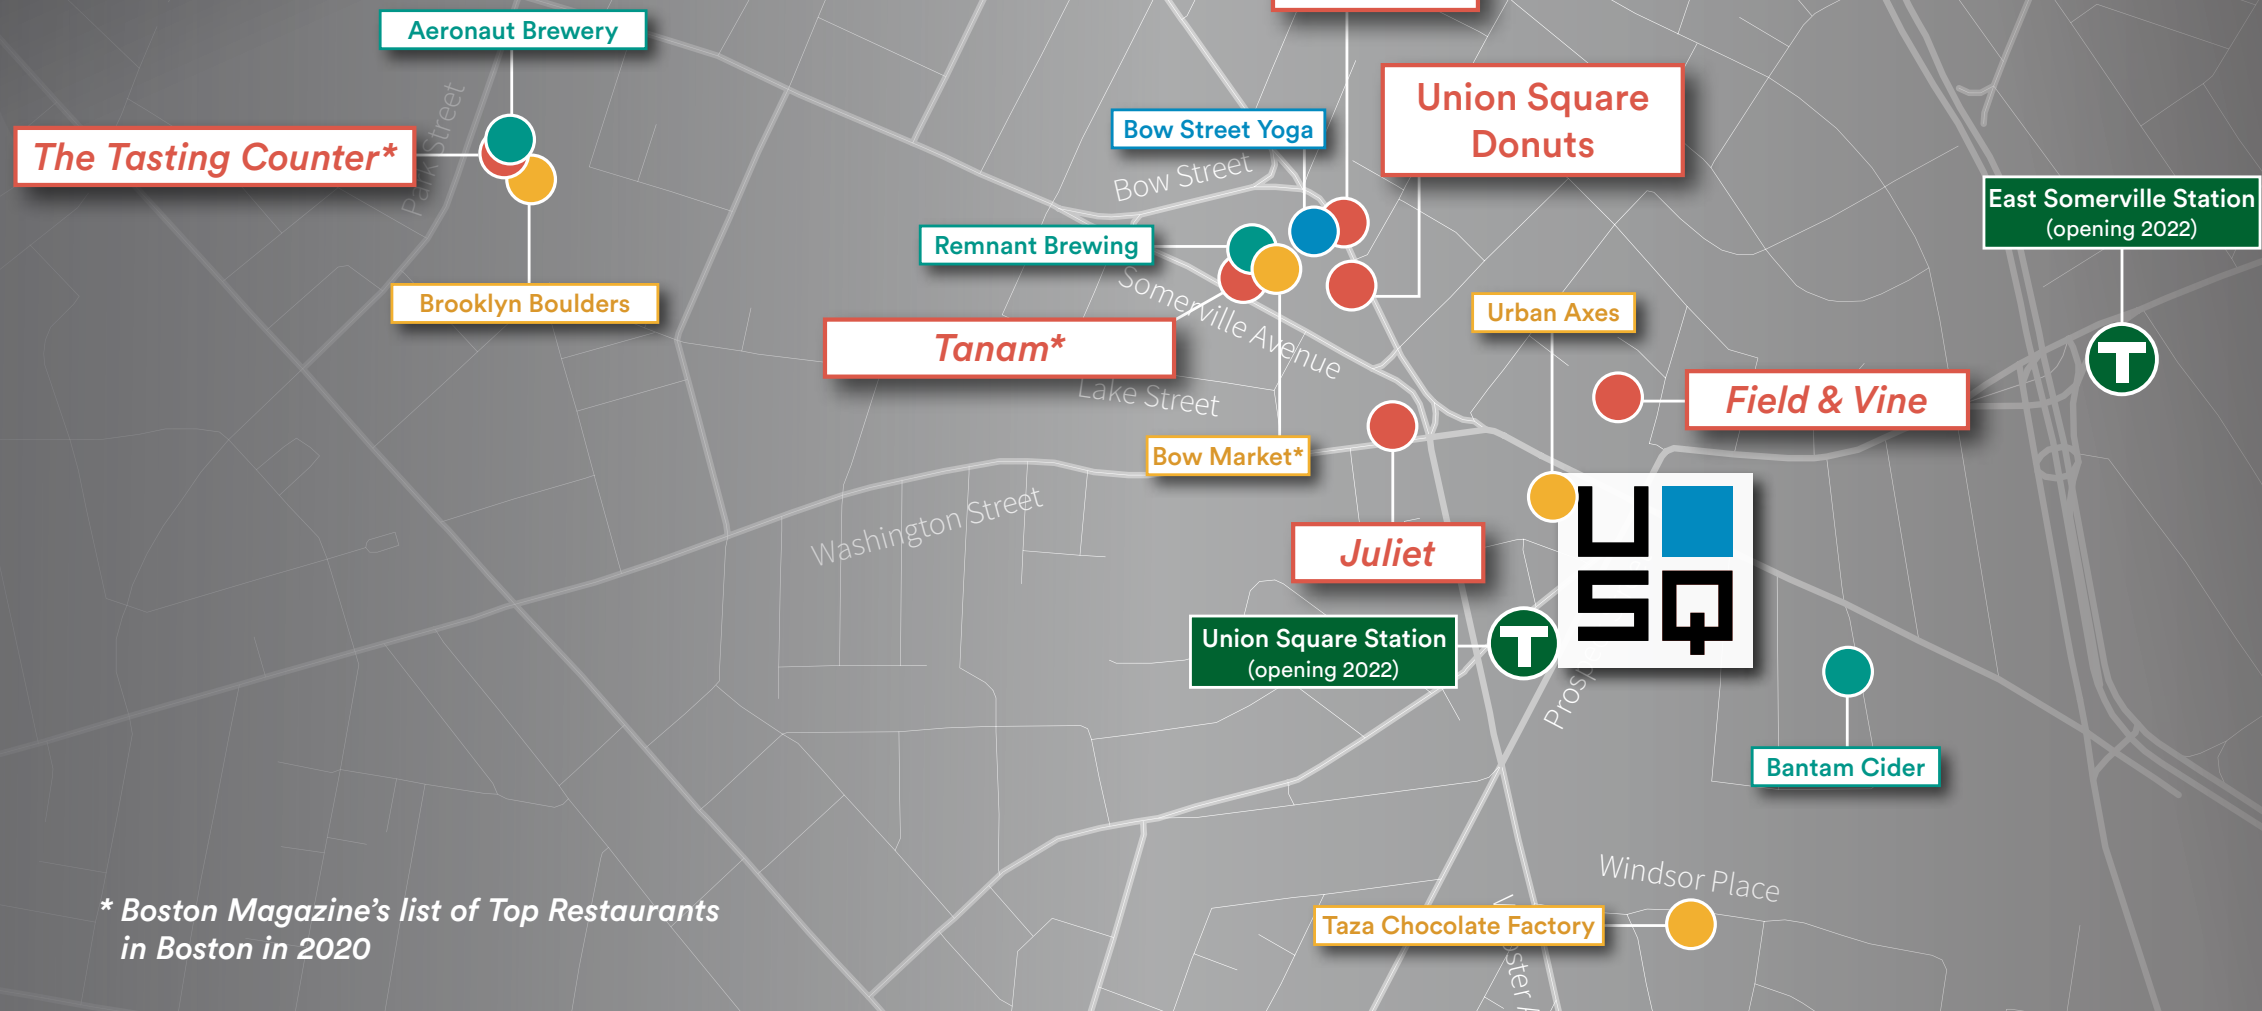 Aeronaut Brewery
Park Street
The Tasting Counter*
Brooklyn Boulders
Union Square
Donuts
Bow Street Yoga
Bow Street
Remnant Brewing
Somerville Avenue
Tanam*
Lake Street
Bow Market*
Washington Street
Urban Axes
Field & Vine
East Somerville Station
(opening 2022)
T
Juliet
U
SQ
Union Square Station
(opening 2022)
T
Bantam Cider
Windsor Place
Taza Chocolate Factory
* Boston Magazine's list of Top Restaurants
in Boston in 2020